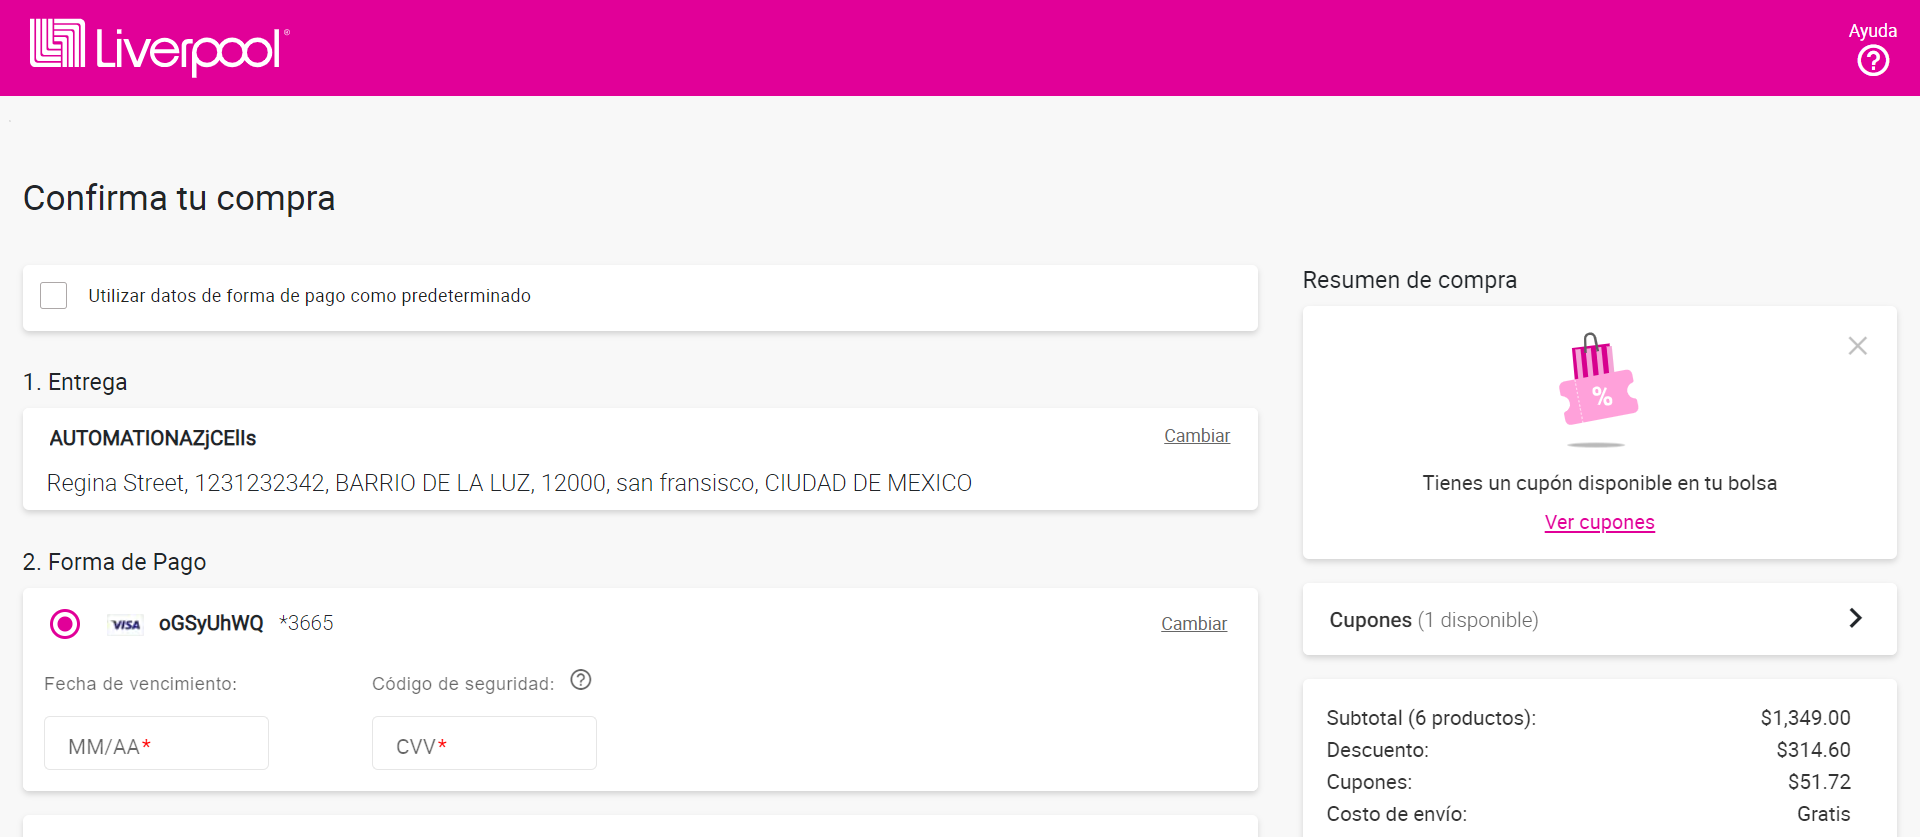 Liverpool®
Ayuda
?
Confirma tu compra
Utilizar datos de forma de pago como predeterminado
1. Entrega
AUTOMATIONAZjCEIls
Cambiar
Regina Street, 1231232342, BARRIO DE LA LUZ, 12000, san fransisco, CIUDAD DE MEXICO
2. Forma de Pago
VISA oGSyUhWQ *3665
Cambiar
Fecha de vencimiento:
Código de seguridad: ?
MM/AA*
CVV*
Resumen de compra
%
Tienes un cupón disponible en tu bolsa
Ver cupones
Cupones (1 disponible)
Subtotal (6 productos): $1,349.00
Descuento: $314.60
Cupones: $51.72
Costo de envío: Gratis